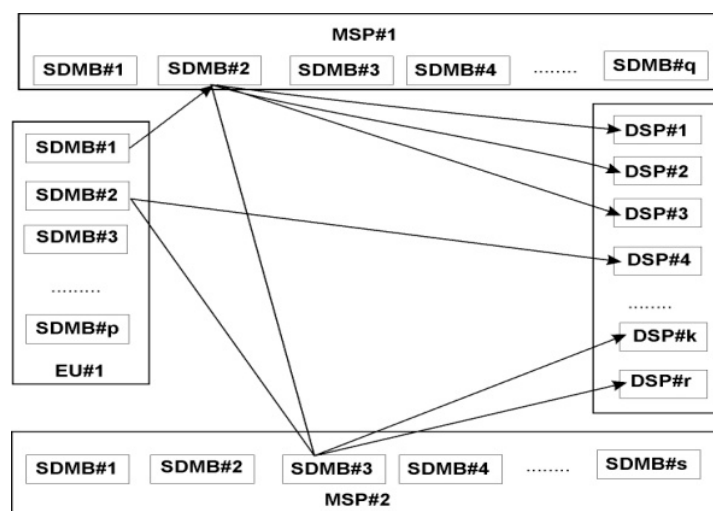 MSP#1
SDMB#1 SDMB#2 SDMB#3 SDMB#4 ........ SDMB#q
SDMB#1
SDMB#2
SDMB#3
.........
SDMB#p
EU#1
DSP#1
DSP#2
DSP#3
DSP#4
........
DSP#k
DSP#r
SDMB#1 SDMB#2 SDMB#3 SDMB#4 ........ SDMB#s
MSP#2